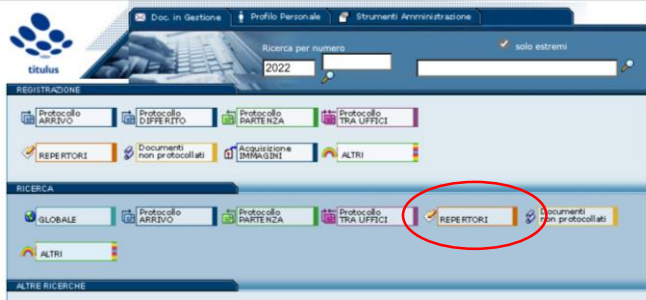 Doc. in Gestione Profilo Personale Strumenti Amministrazione
Ricerca per numero solo estremi
2022
titulus
REGISTRAZIONE
Protocollo ARRIVO
Protocollo DIFFERITO
Protocollo PARTENZA
Protocollo TRA UFFICI
REPERTORI
Documenti non protocollati
Acquisizione IMMAGINI
ALTRI
RICERCA
GLOBALE
Protocollo ARRIVO
Protocollo PARTENZA
Protocollo TRA UFFICI
REPERTORI
Documenti non protocollati
ALTRI
ALTRE RICERCHE